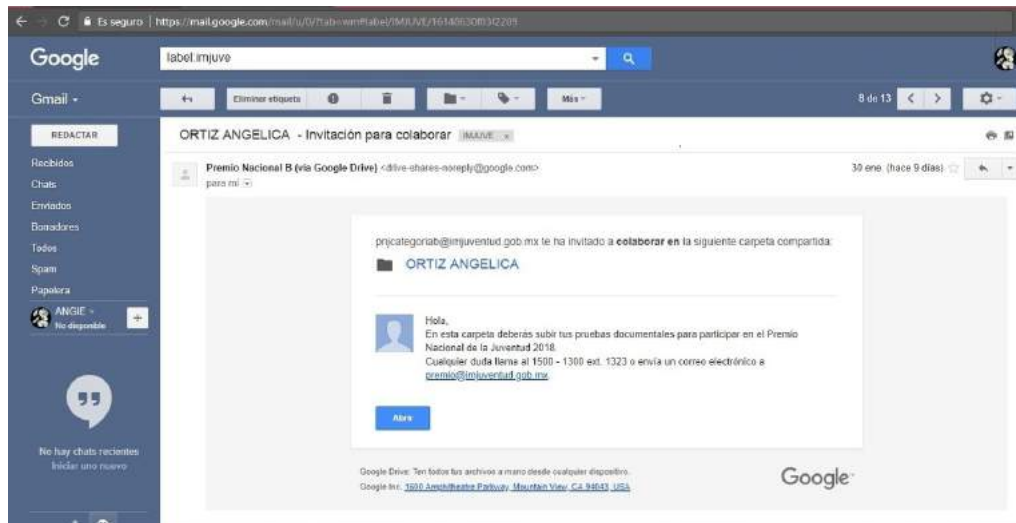 Es seguro | https://mail.google.com/mail/u/0/?tab=wm#label/IMJUVE/
Google
label:imjuve
Gmail
Eliminar etiqueta
Más
8 de 13
REDACTAR
ORTIZ ANGELICA - Invitación para colaborar IMJUVE x
Recibidos
Premio Nacional B (vía Google Drive) <drive-shares-noreply@google.com>
30 ene. (hace 9 días)
para mí
Chats
Enviados
Borradores
Todos
Spam
Papelera
ANGIE
No disponible
pnjcategoriab@imjuventud.gob.mx te ha invitado a colaborar en la siguiente carpeta compartida:
ORTIZ ANGELICA
Hola,
En esta carpeta deberás subir tus pruebas documentales para participar en el Premio
Nacional de la Juventud 2018.
Cualquier duda llame al 1500 - 1300 ext. 1323 o envía un correo electrónico a
premio@imjuventud.gob.mx.
Abrir
No hay chats recientes
Iniciar uno nuevo
Google Drive: Ten todos tus archivos a mano desde cualquier dispositivo.
Google Inc. 1600 Amphitheatre Parkway, Mountain View, CA 94043, USA
Google